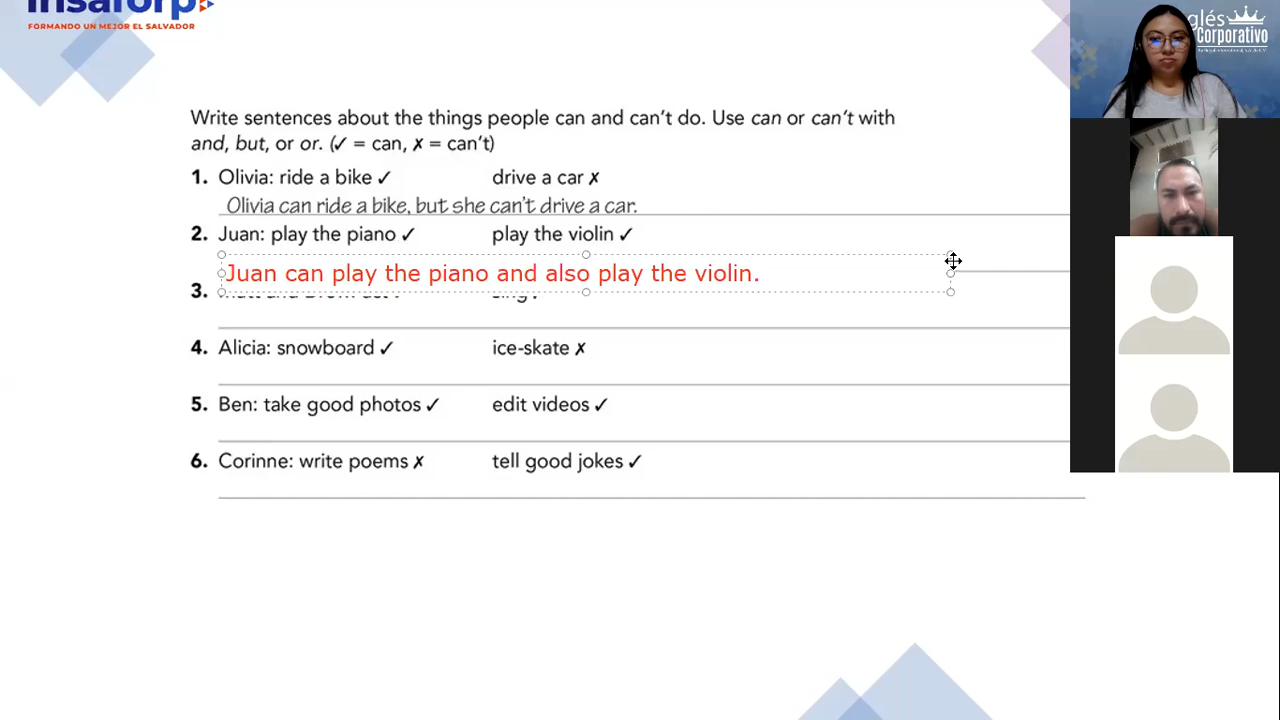 insaforp
FORMANDO UN MEJOR EL SALVADOR
glés
Corporativo
Write sentences about the things people can and can't do. Use can or can't with
and, but, or or. (✓ = can, ✗ = can't)
1. Olivia: ride a bike ✓ drive a car ✗
Olivia can ride a bike, but she can't drive a car.
2. Juan: play the piano ✓ play the violin ✓
Juan can play the piano and also play the violin.
3.
4. Alicia: snowboard ✓ ice-skate ✗
5. Ben: take good photos ✓ edit videos ✓
6. Corinne: write poems ✗ tell good jokes ✓